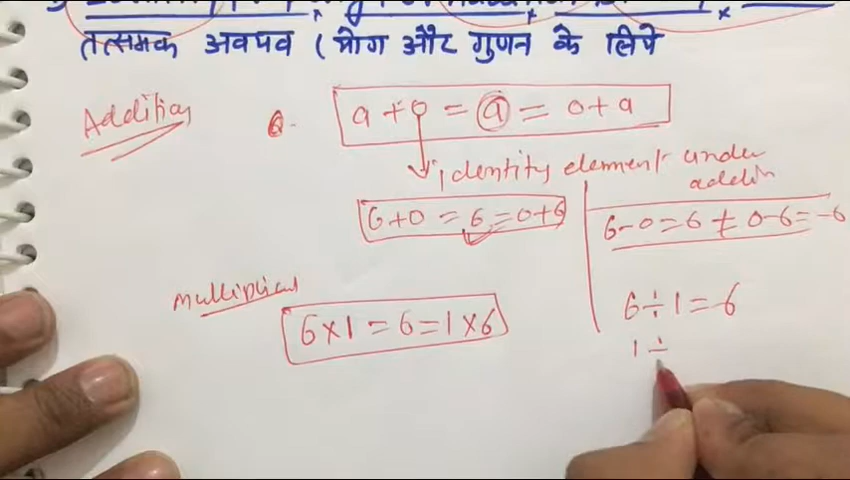 तत्समक अवयव ( योग और गुणन के लिये
Addition
a + 0 = a = 0 + a
identity element under
addition
6 + 0 = 6 = 0 + 6
6 - 0 = 6 ≠ 0 - 6 = -6
Multiplication
6 × 1 = 6 = 1 × 6
6 ÷ 1 = 6
1 ÷